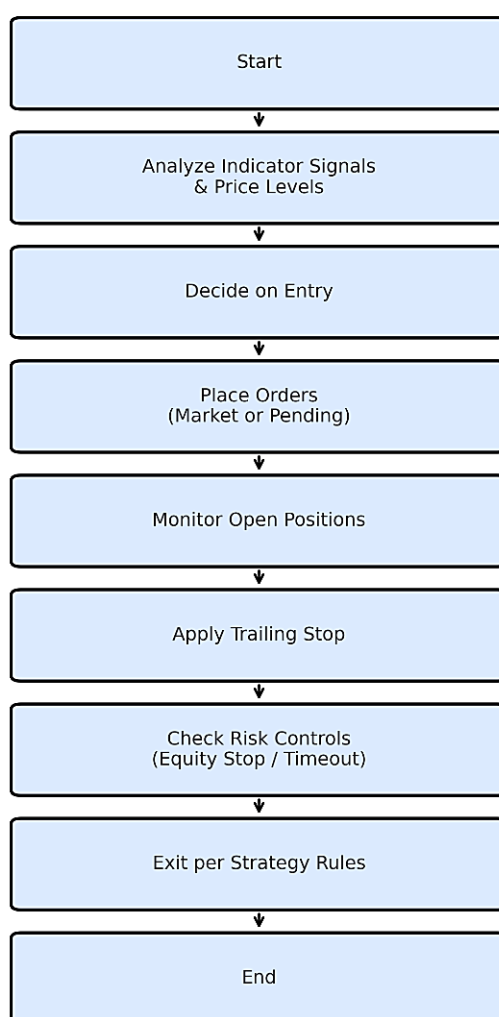 Start
Analyze Indicator Signals
& Price Levels
Decide on Entry
Place Orders
(Market or Pending)
Monitor Open Positions
Apply Trailing Stop
Check Risk Controls
(Equity Stop / Timeout)
Exit per Strategy Rules
End